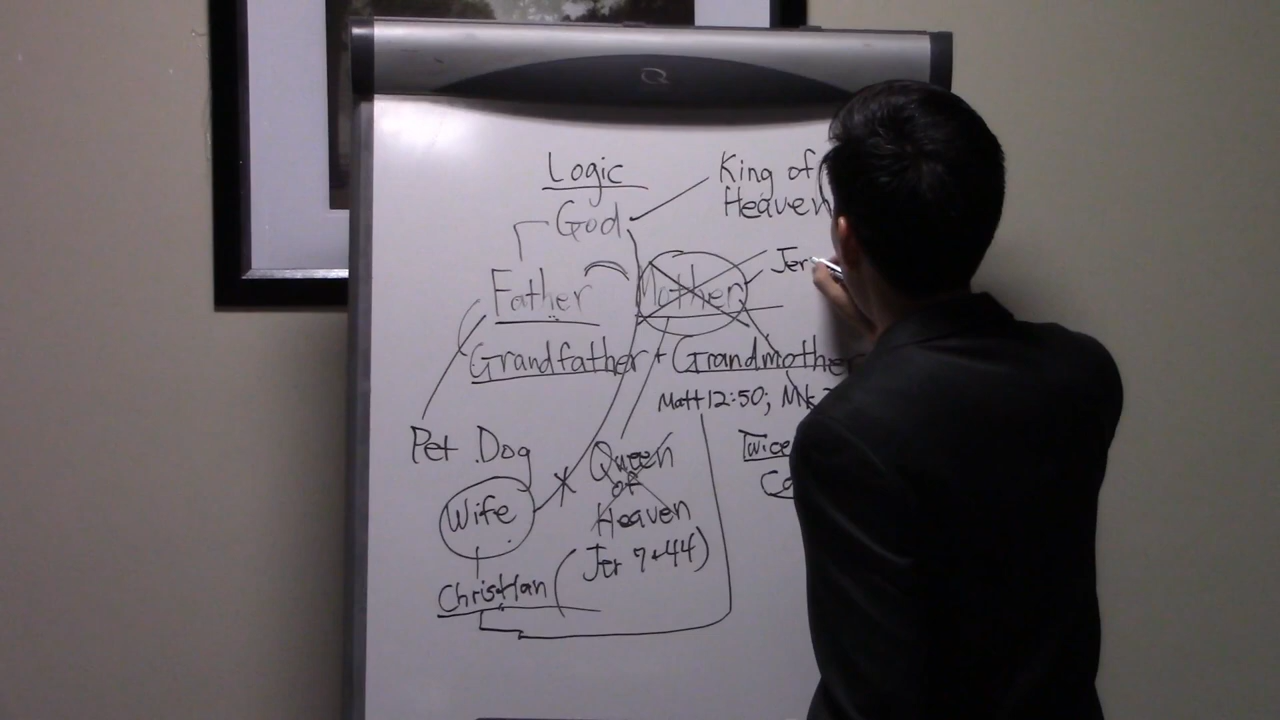 Logic
King of
Heaven
God
Jer
Father
Mother
Grandfather + Grandmother
Matt 12:50; Mk
Pet Dog
Twice
Queen
of
Heaven
Wife
Jer 7+44)
Christian